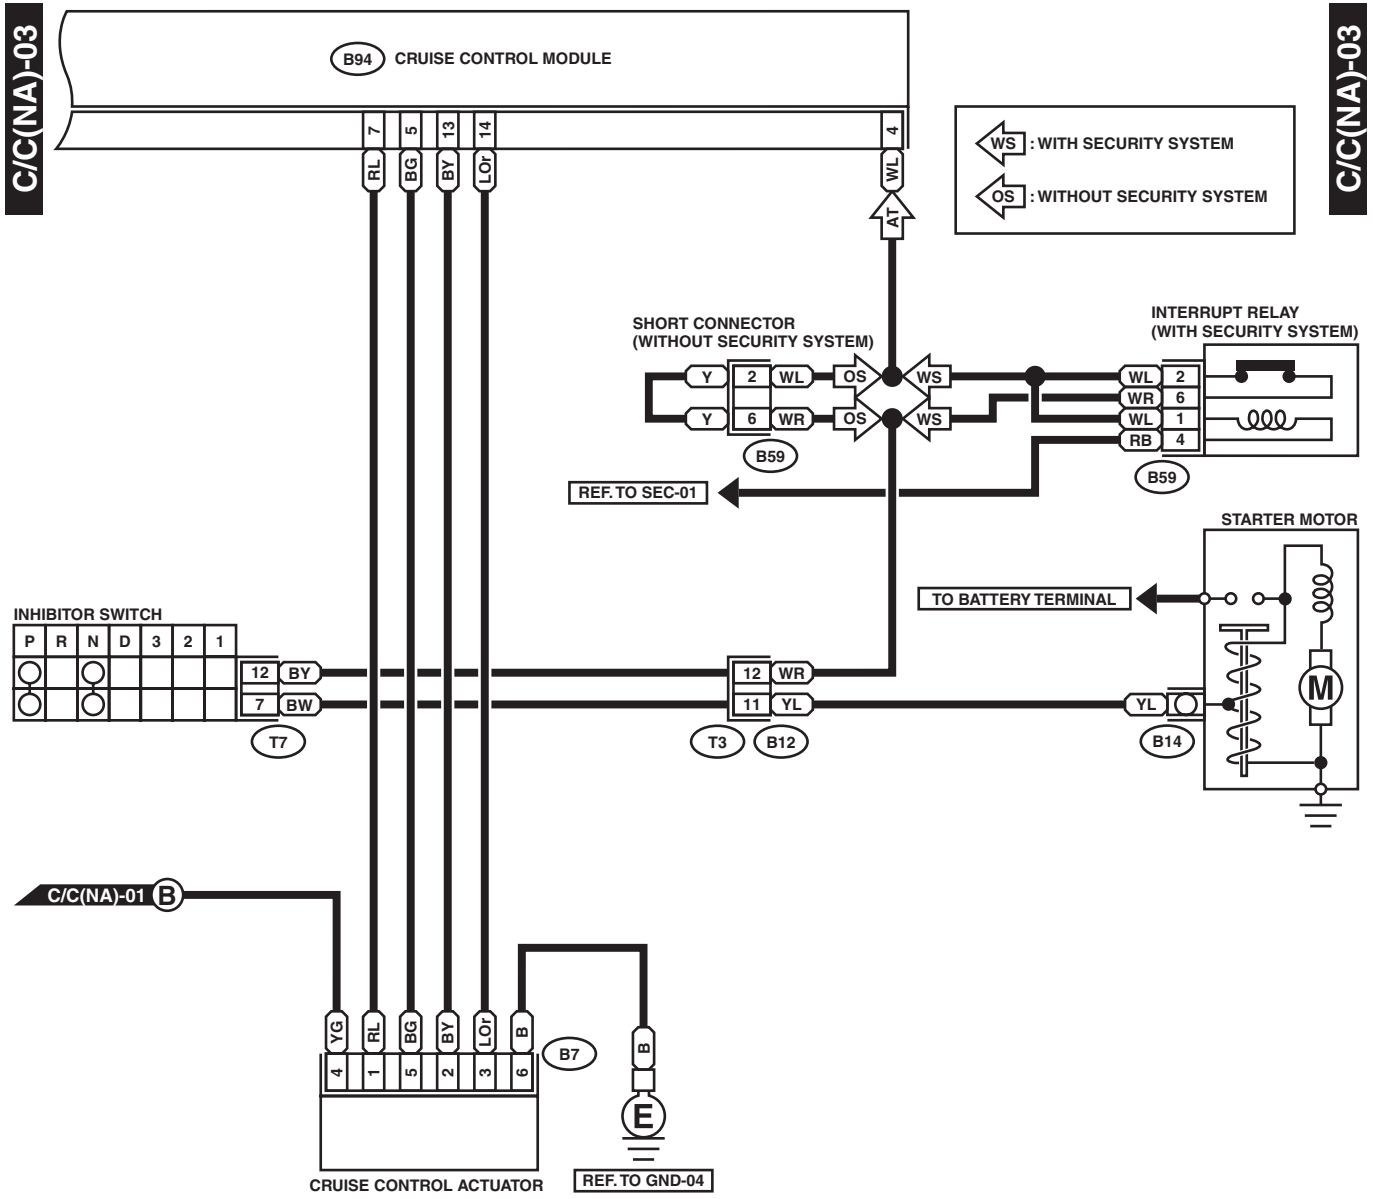 C/C(NA)-03
C/C(NA)-03
B94 CRUISE CONTROL MODULE
7 5 13 14 4
RL BG BY LOr WL
AT
WS : WITH SECURITY SYSTEM
OS : WITHOUT SECURITY SYSTEM
SHORT CONNECTOR
(WITHOUT SECURITY SYSTEM)
INTERRUPT RELAY
(WITH SECURITY SYSTEM)
Y 2 WL OS WS WL 2
WR 6
Y 6 WR OS WS WL 1
RB 4
B59
B59
REF. TO SEC-01
STARTER MOTOR
TO BATTERY TERMINAL
INHIBITOR SWITCH
P R N D 3 2 1
12 BY 12 WR
M
7 BW 11 YL YL
T7 T3 B12 B14
C/C(NA)-01 B
YG RL BG BY LOr B
B
B7
4 1 5 2 3 6
E
REF. TO GND-04
CRUISE CONTROL ACTUATOR